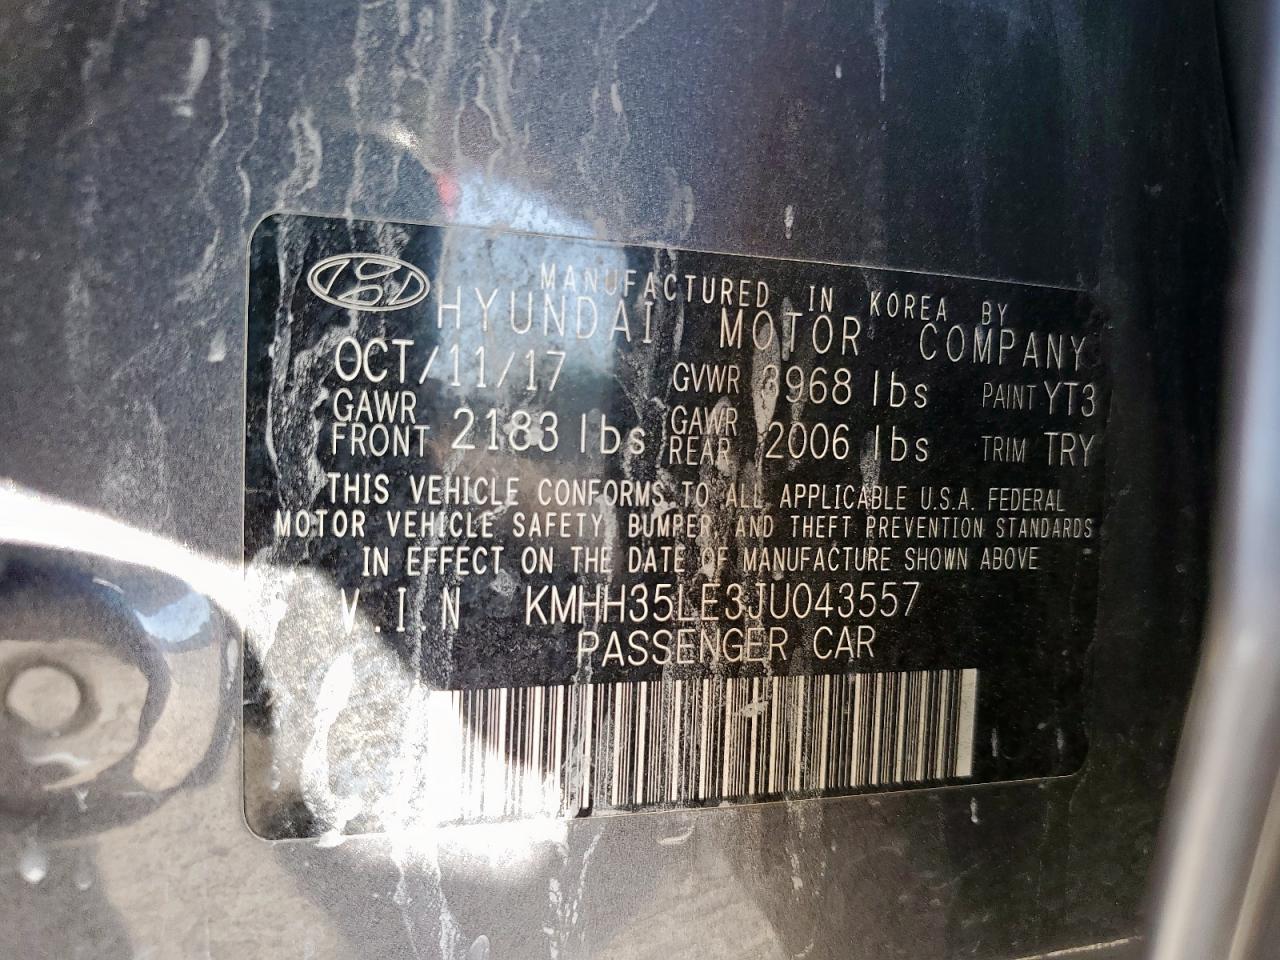 MANUFACTURED IN KOREA BY
HYUNDAI MOTOR COMPANY
OCT/11/17 GVWR 3968 lbs PAINT YT3
GAWR FRONT 2183 lbs GAWR REAR 2006 lbs TRIM TRY
THIS VEHICLE CONFORMS TO ALL APPLICABLE U.S.A. FEDERAL
MOTOR VEHICLE SAFETY, BUMPER, AND THEFT PREVENTION STANDARDS
IN EFFECT ON THE DATE OF MANUFACTURE SHOWN ABOVE
V.I.N KMHH35LE3JU043557
PASSENGER CAR